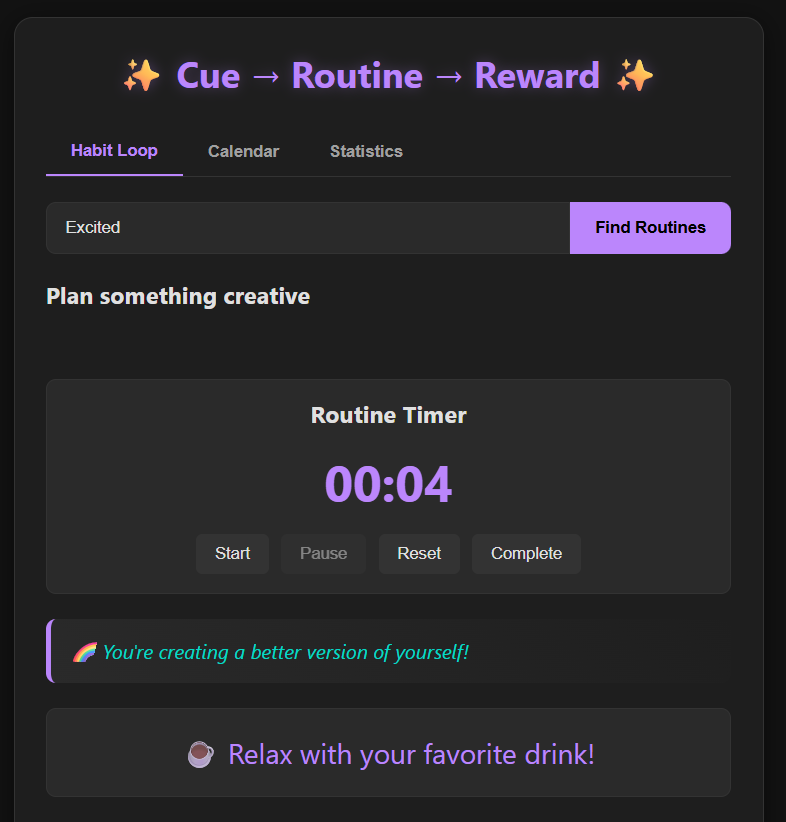 ✨ Cue → Routine → Reward ✨
Habit Loop Calendar Statistics
Excited Find Routines
Plan something creative
Routine Timer
00:04
Start Pause Reset Complete
🌈 You're creating a better version of yourself!
☕ Relax with your favorite drink!